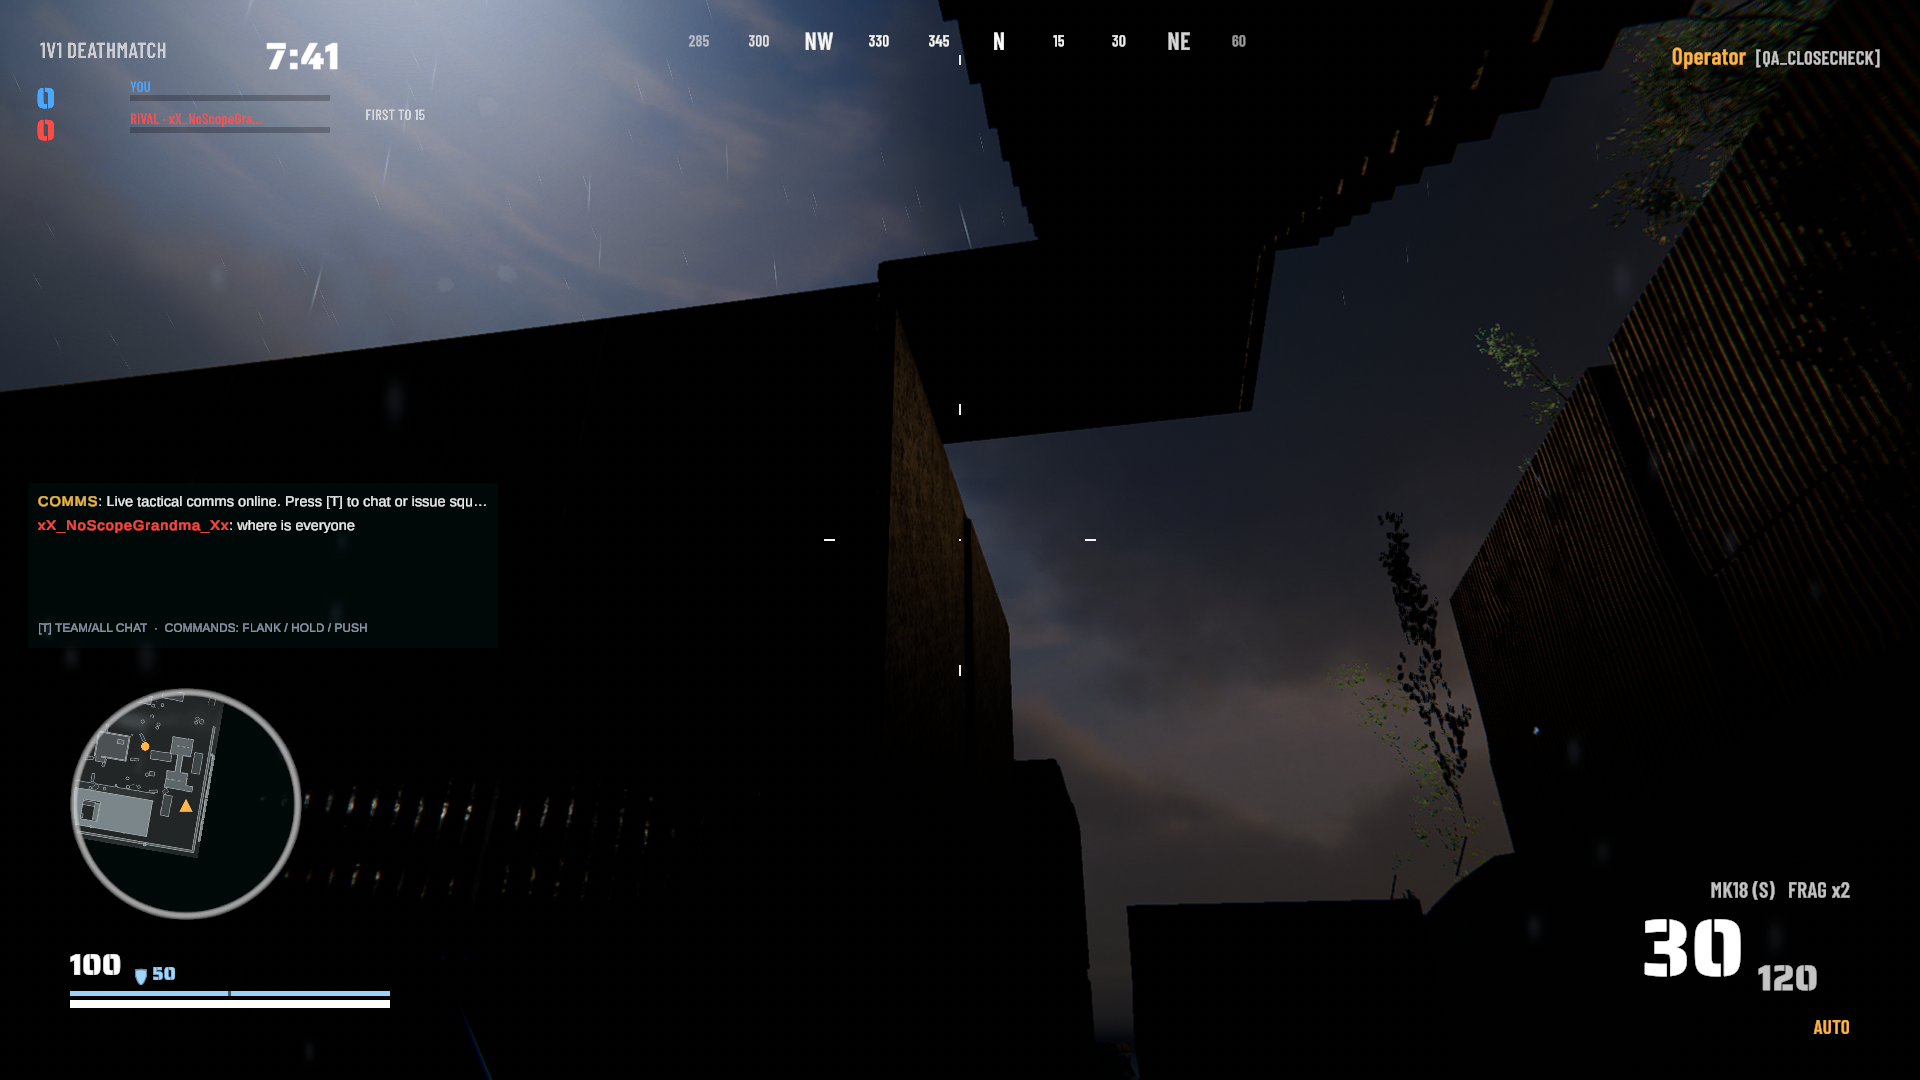 1V1 DEATHMATCH
7:41
0
YOU
0
RIVAL · xX_NoScopeGra...
FIRST TO 15
285 300 NW 330 345 N 15 30 NE 60
Operator [QA_CLOSECHECK]
COMMS: Live tactical comms online. Press [T] to chat or issue squ...
xX_NoScopeGrandma_Xx: where is everyone
[T] TEAM/ALL CHAT · COMMANDS: FLANK / HOLD / PUSH
100 50
MK18 (S) FRAG x2
30 120
AUTO